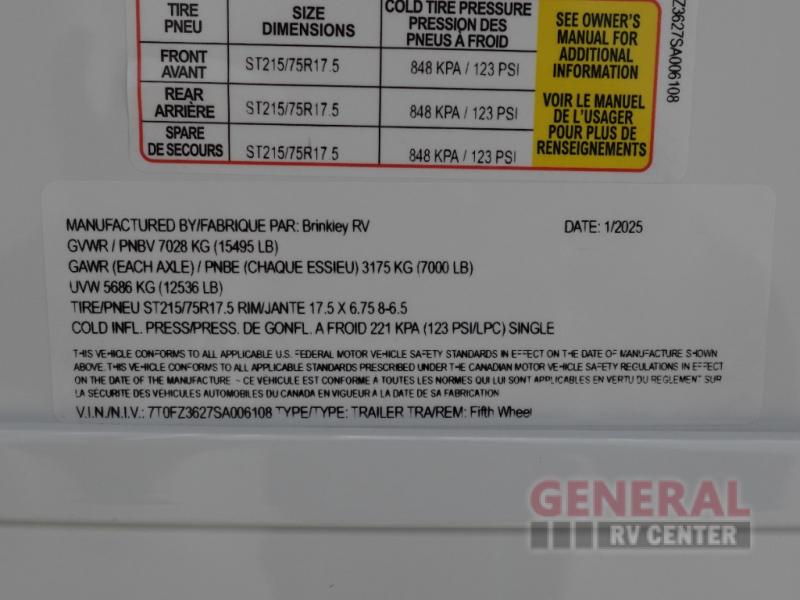 TIRE SIZE COLD TIRE PRESSURE
PNEU DIMENSIONS PRESSION DES
PNEUS À FROID
FRONT
AVANT ST215/75R17.5 848 KPA / 123 PSI
REAR
ARRIÈRE ST215/75R17.5 848 KPA / 123 PSI
SPARE
DE SECOURS ST215/75R17.5 848 KPA / 123 PSI
SEE OWNER'S
MANUAL FOR
ADDITIONAL
INFORMATION
VOIR LE MANUEL
DE L'USAGER
POUR PLUS DE
RENSEIGNEMENTS
Z3627SA006108
MANUFACTURED BY/FABRIQUE PAR: Brinkley RV DATE: 1/2025
GVWR / PNBV 7028 KG (15495 LB)
GAWR (EACH AXLE) / PNBE (CHAQUE ESSIEU) 3175 KG (7000 LB)
UVW 5686 KG (12536 LB)
TIRE/PNEU ST215/75R17.5 RIM/JANTE 17.5 X 6.75 8-6.5
COLD INFL. PRESS/PRESS. DE GONFL. A FROID 221 KPA (123 PSI/LPC) SINGLE
THIS VEHICLE CONFORMS TO ALL APPLICABLE U.S. FEDERAL MOTOR VEHICLE SAFETY STANDARDS IN EFFECT ON THE DATE OF MANUFACTURE SHOWN
ABOVE. THIS VEHICLE CONFORMS TO ALL APPLICABLE STANDARDS PRESCRIBED UNDER THE CANADIAN MOTOR VEHICLE SAFETY REGULATIONS IN EFFECT
ON THE DATE OF THE MANUFACTURE ~ CE VEHICULE EST CONFORME A TOUTES LES NORMES QUI LUI SONT APPLICABLES EN VERTU DU REGLEMENT SUR
LA SECURITE DES VEHICULES AUTOMOBILES DU CANADA EN VIGUEUR A LA DATE DE SA FABRICATION
V.I.N./N.I.V.: 7T0FZ3627SA006108 TYPE/TYPE: TRAILER TRA/REM: Fifth Wheel
GENERAL
RV CENTER